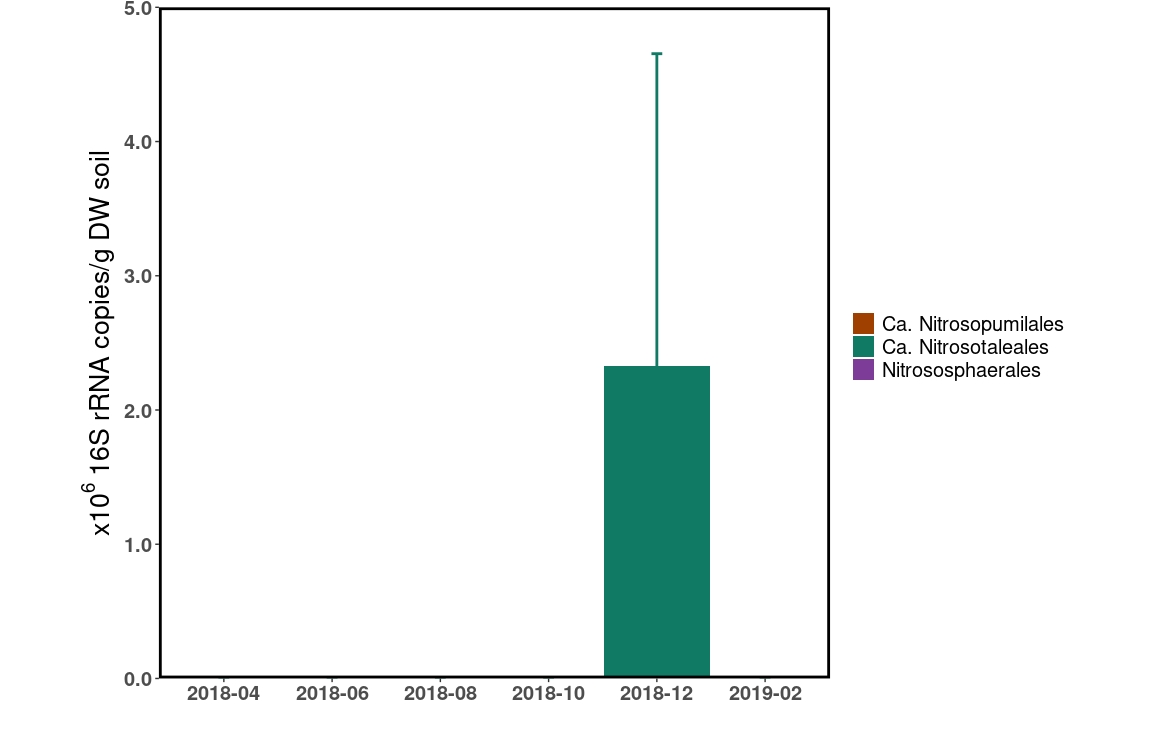 5.0
4.0
3.0
2.0
1.0
0.0
x10⁶ 16S rRNA copies/g DW soil
2018-04 2018-06 2018-08 2018-10 2018-12 2019-02
Ca. Nitrosopumilales
Ca. Nitrosotaleales
Nitrososphaerales